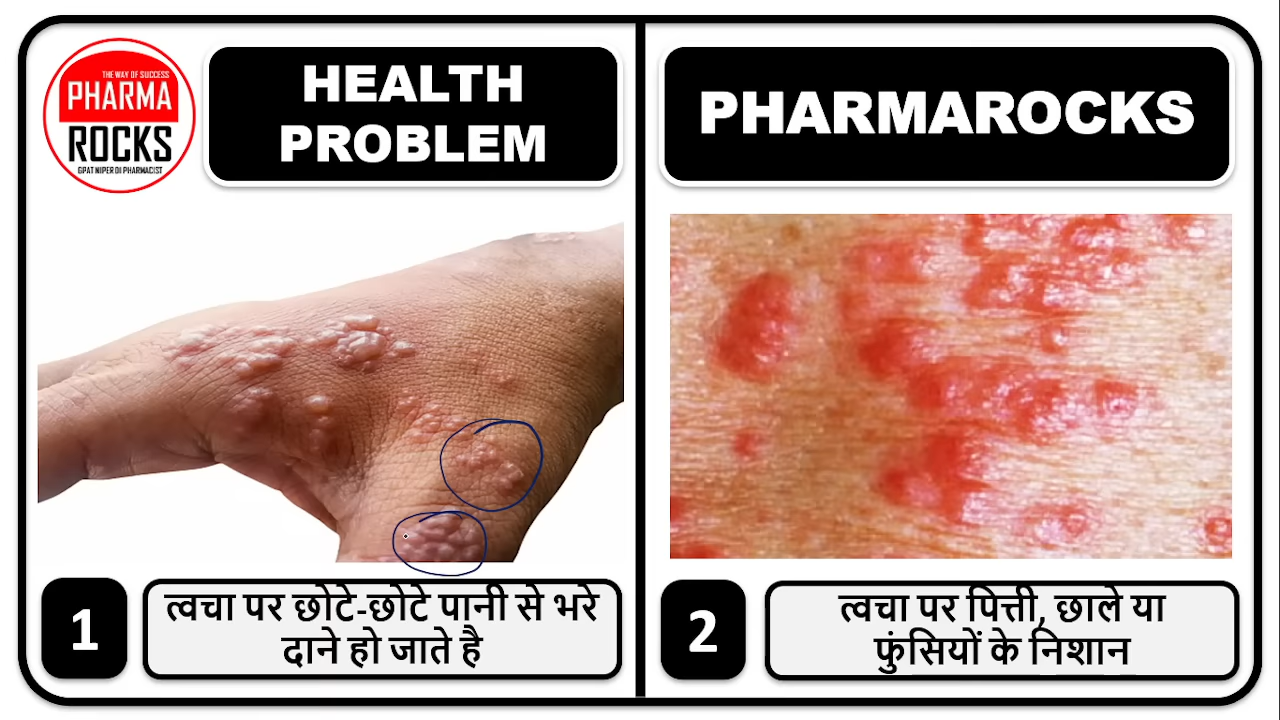 THE WAY OF SUCCESS
PHARMA
ROCKS
GPAT NIPER DI PHARMACIST
HEALTH
PROBLEM
PHARMAROCKS
1
त्वचा पर छोटे-छोटे पानी से भरे
दाने हो जाते है
2
त्वचा पर पित्ती, छाले या
फुंसियों के निशान